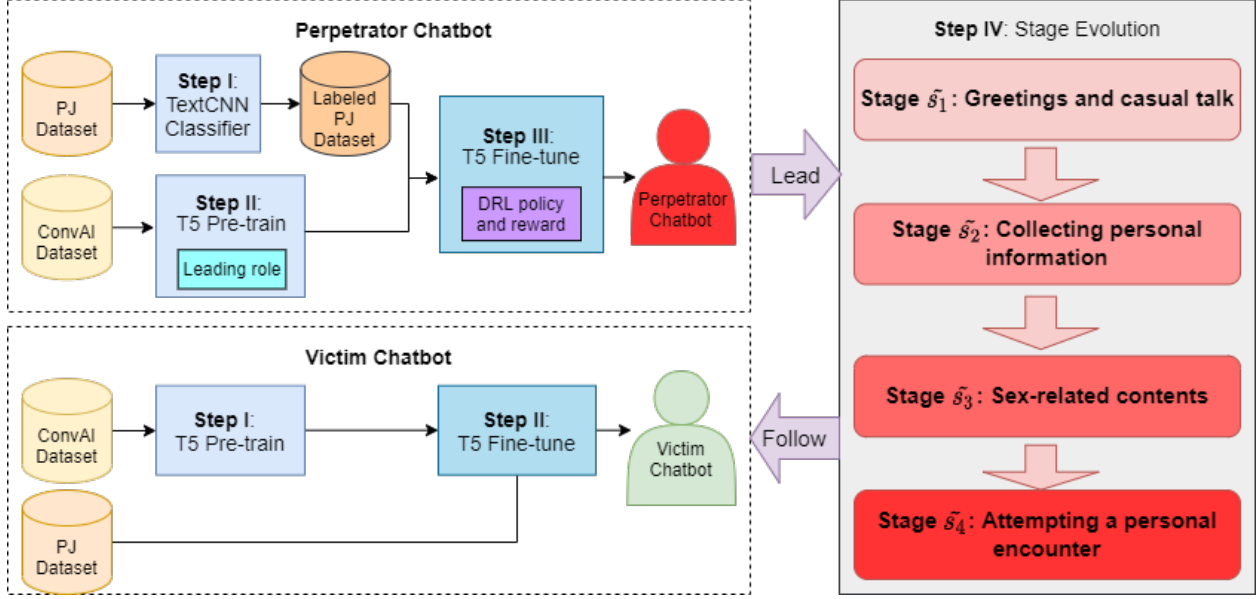 Perpetrator Chatbot
PJ
Dataset
Step I:
TextCNN
Classifier
Labeled
PJ
Dataset
ConvAI
Dataset
Step II:
T5 Pre-train
Leading role
Step III:
T5 Fine-tune
DRL policy
and reward
Perpetrator
Chatbot
Lead
Victim Chatbot
ConvAI
Dataset
Step I:
T5 Pre-train
Step II:
T5 Fine-tune
Victim
Chatbot
PJ
Dataset
Follow
Step IV: Stage Evolution
Stage s̃₁: Greetings and casual talk
Stage s̃₂: Collecting personal
information
Stage s̃₃: Sex-related contents
Stage s̃₄: Attempting a personal
encounter